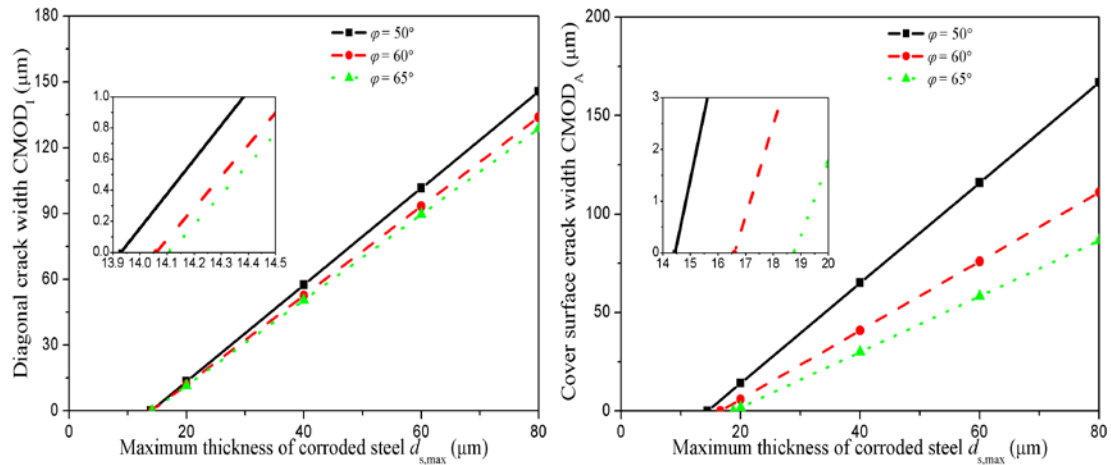 180
150
120
90
60
30
0
Diagonal crack width CMOD_I (μm)
φ = 50°
φ = 60°
φ = 65°
1.0
0.8
0.6
0.4
0.2
0.0
13.9 14.0 14.1 14.2 14.3 14.4 14.5
0 20 40 60 80
Maximum thickness of corroded steel d_s,max (μm)
200
150
100
50
0
Cover surface crack width CMOD_A (μm)
φ = 50°
φ = 60°
φ = 65°
3
2
1
0
14 15 16 17 18 19 20
0 20 40 60 80
Maximum thickness of corroded steel d_s,max (μm)